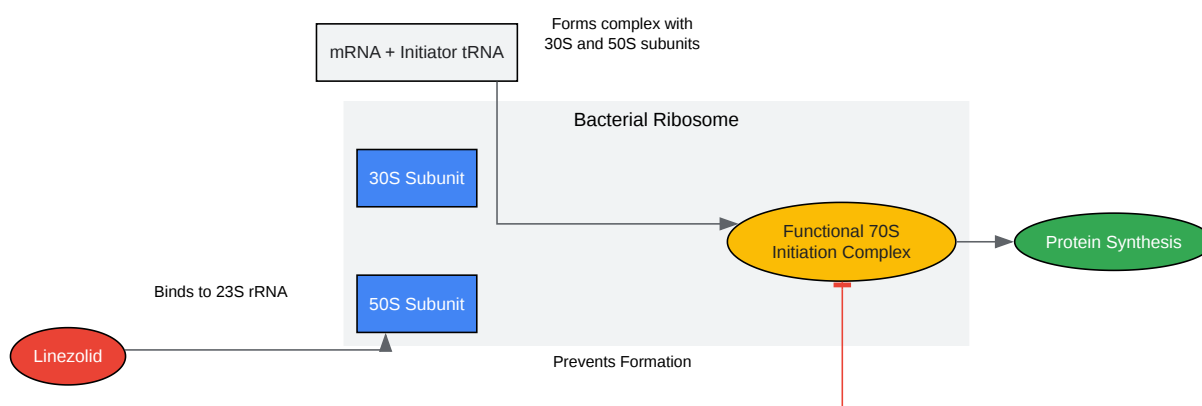 Forms complex with
30S and 50S subunits
mRNA + Initiator tRNA
Bacterial Ribosome
30S Subunit
Functional 70S
Initiation Complex
Protein Synthesis
Binds to 23S rRNA
50S Subunit
Linezolid
Prevents Formation